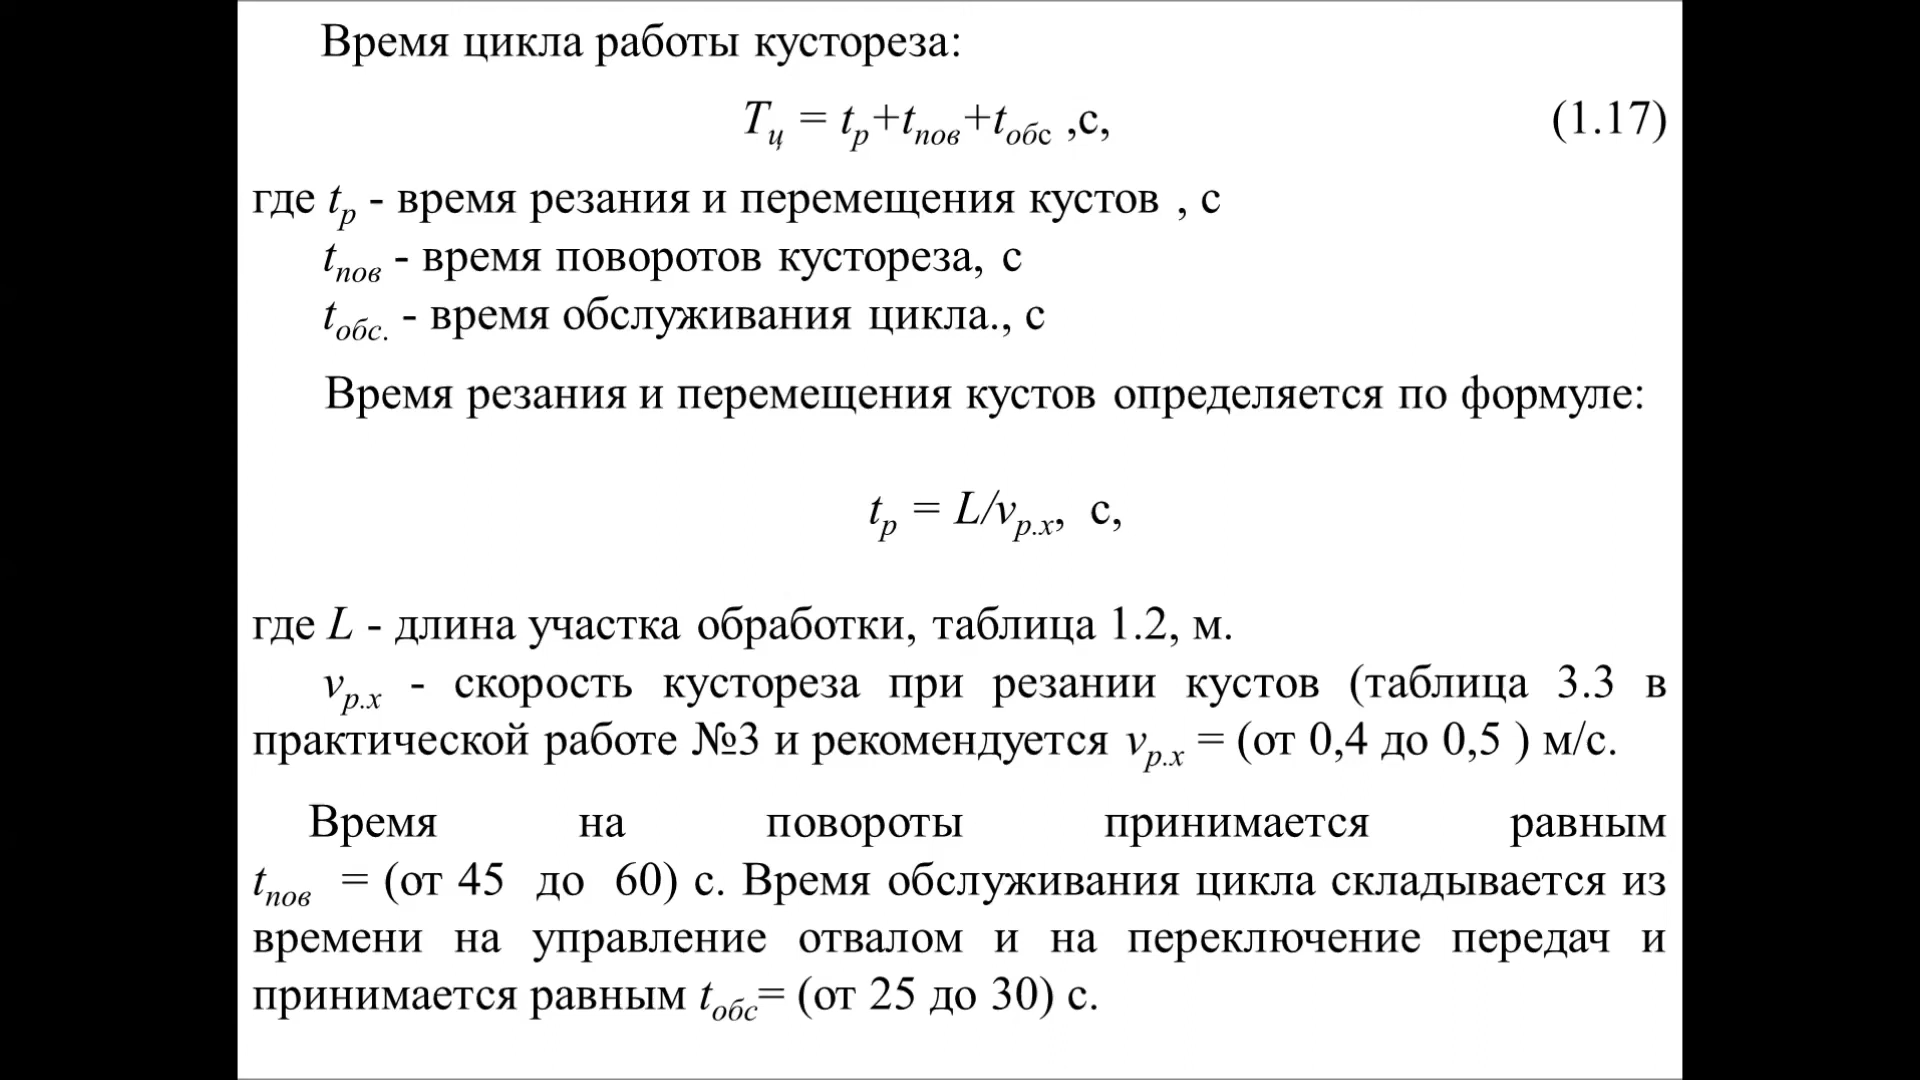 Время цикла работы кустореза:
Tц = tр+tпов+tобс ,с, (1.17)
где tр - время резания и перемещения кустов , с
tпов - время поворотов кустореза, с
tобс. - время обслуживания цикла., с
Время резания и перемещения кустов определяется по формуле:
tр = L/vр.х, с,
где L - длина участка обработки, таблица 1.2, м.
vр.х - скорость кустореза при резании кустов (таблица 3.3 в
практической работе №3 и рекомендуется vр.х = (от 0,4 до 0,5 ) м/с.
Время на повороты принимается равным
tпов = (от 45 до 60) с. Время обслуживания цикла складывается из
времени на управление отвалом и на переключение передач и
принимается равным tобс= (от 25 до 30) с.